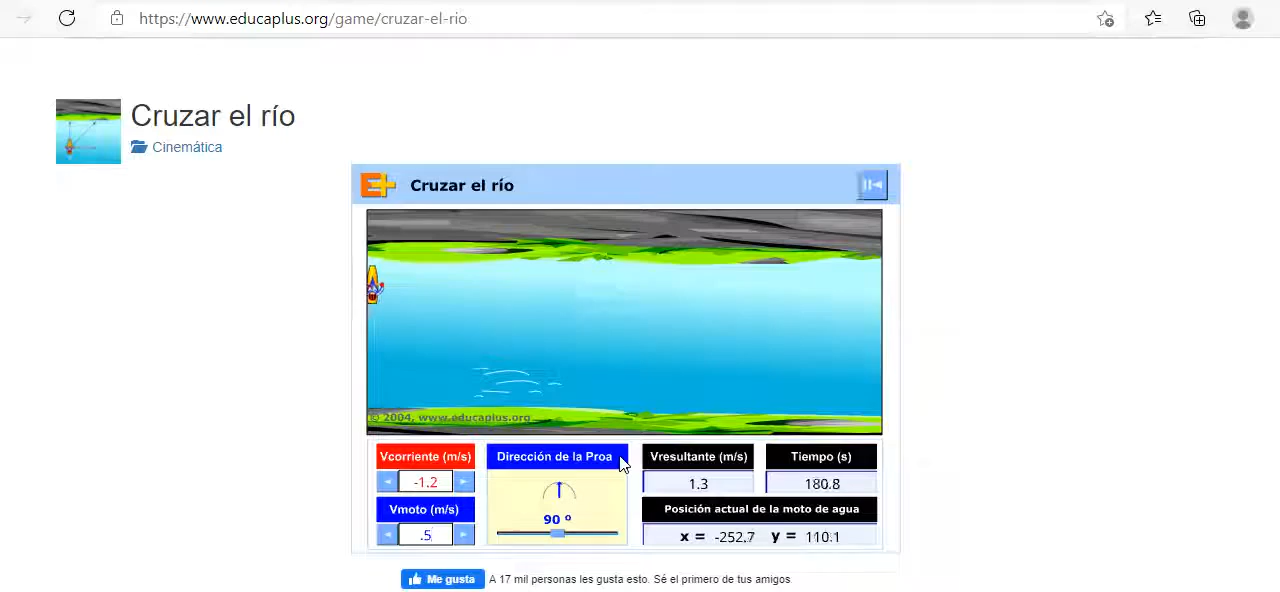 https://www.educaplus.org/game/cruzar-el-rio
Cruzar el río
Cinemática
E+ Cruzar el río
© 2004, www.educaplus.org
Vcorriente (m/s)
-1.2
Vmoto (m/s)
.5
Dirección de la Proa
90 º
Vresultante (m/s)
1.3
Tiempo (s)
180.8
Posición actual de la moto de agua
x = -252.7 y = 110.1
Me gusta A 17 mil personas les gusta esto. Sé el primero de tus amigos